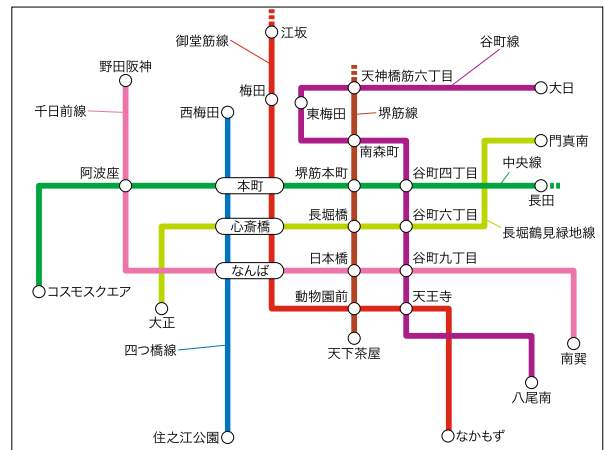 江坂
御堂筋線
谷町線
野田阪神
天神橋筋六丁目
大日
梅田
千日前線
西梅田
東梅田
堺筋線
南森町
門真南
阿波座
本町
堺筋本町
谷町四丁目
中央線
長田
心斎橋
長堀橋
谷町六丁目
長堀鶴見緑地線
なんば
日本橋
谷町九丁目
コスモスクエア
大正
動物園前
天王寺
四つ橋線
天下茶屋
南巽
八尾南
住之江公園
なかもず